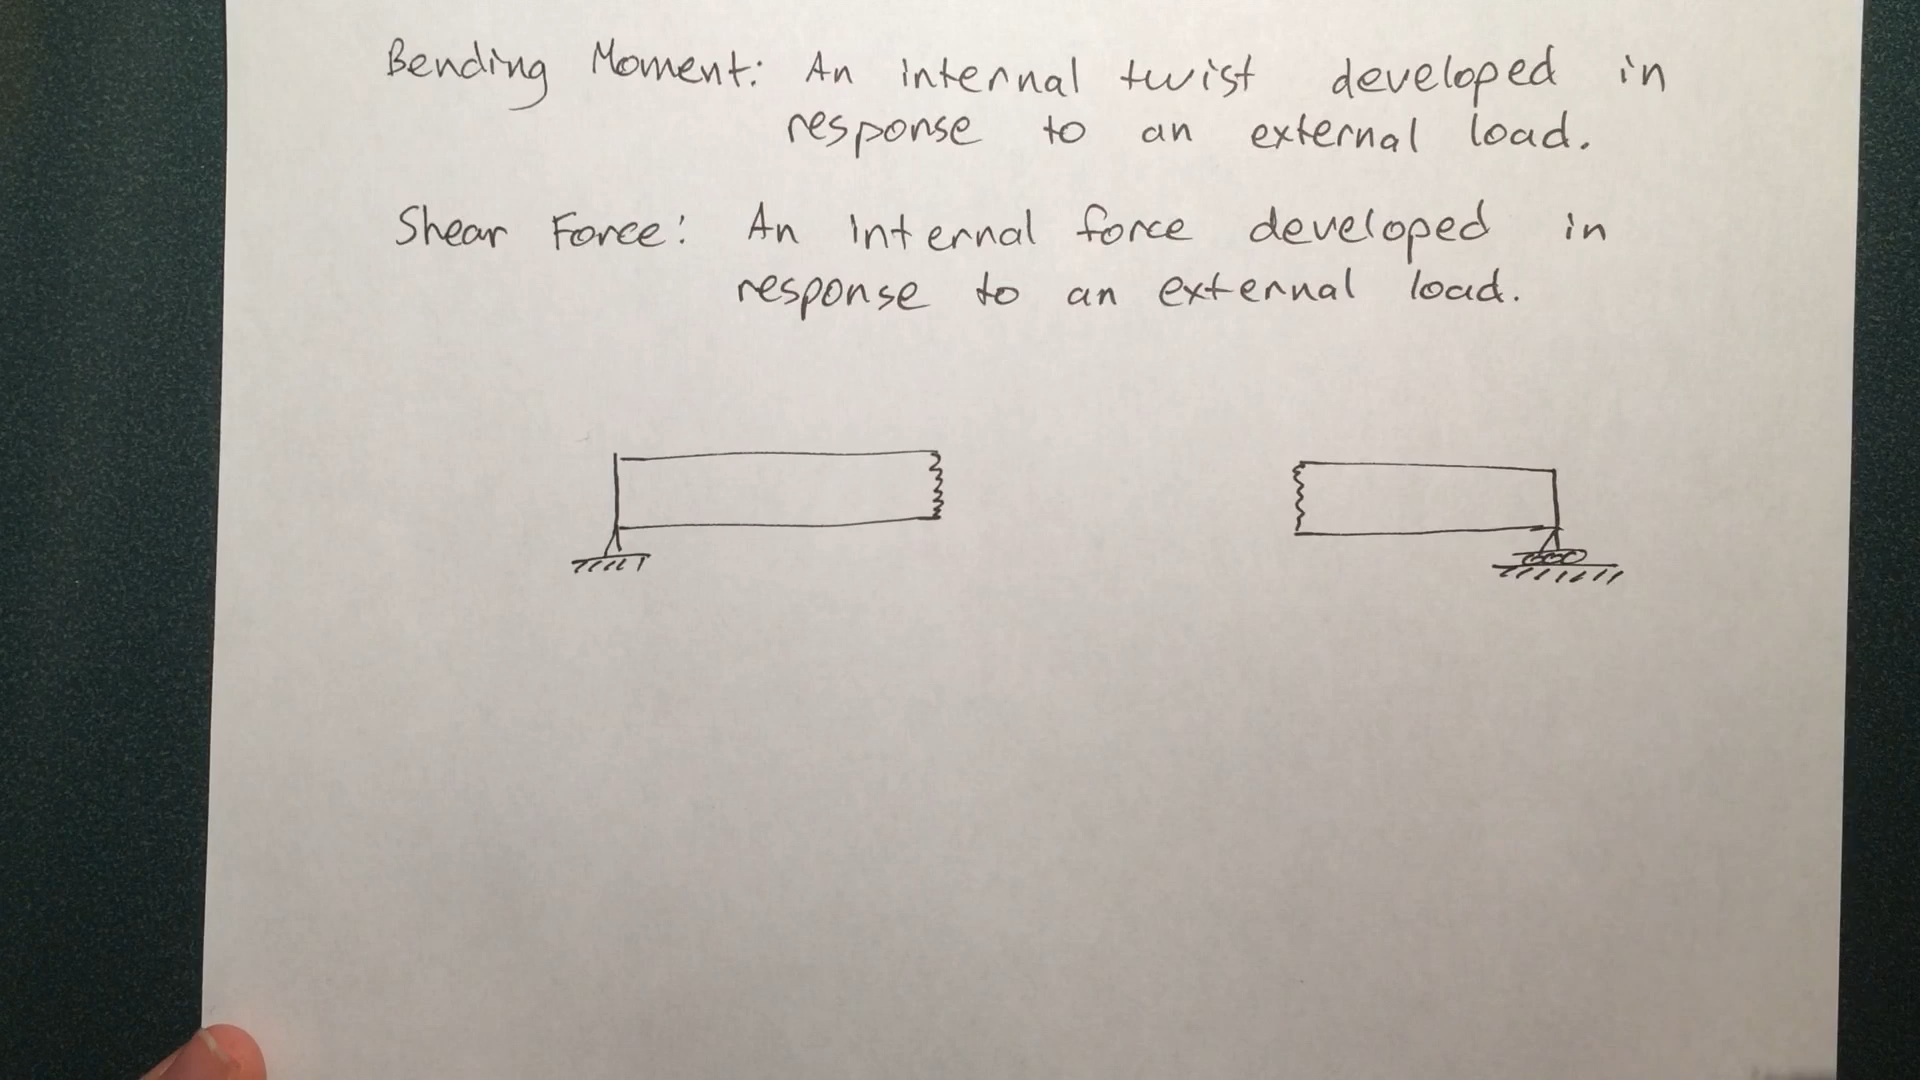 Bending Moment: An internal twist developed in
response to an external load.
Shear Force: An internal force developed in
response to an external load.